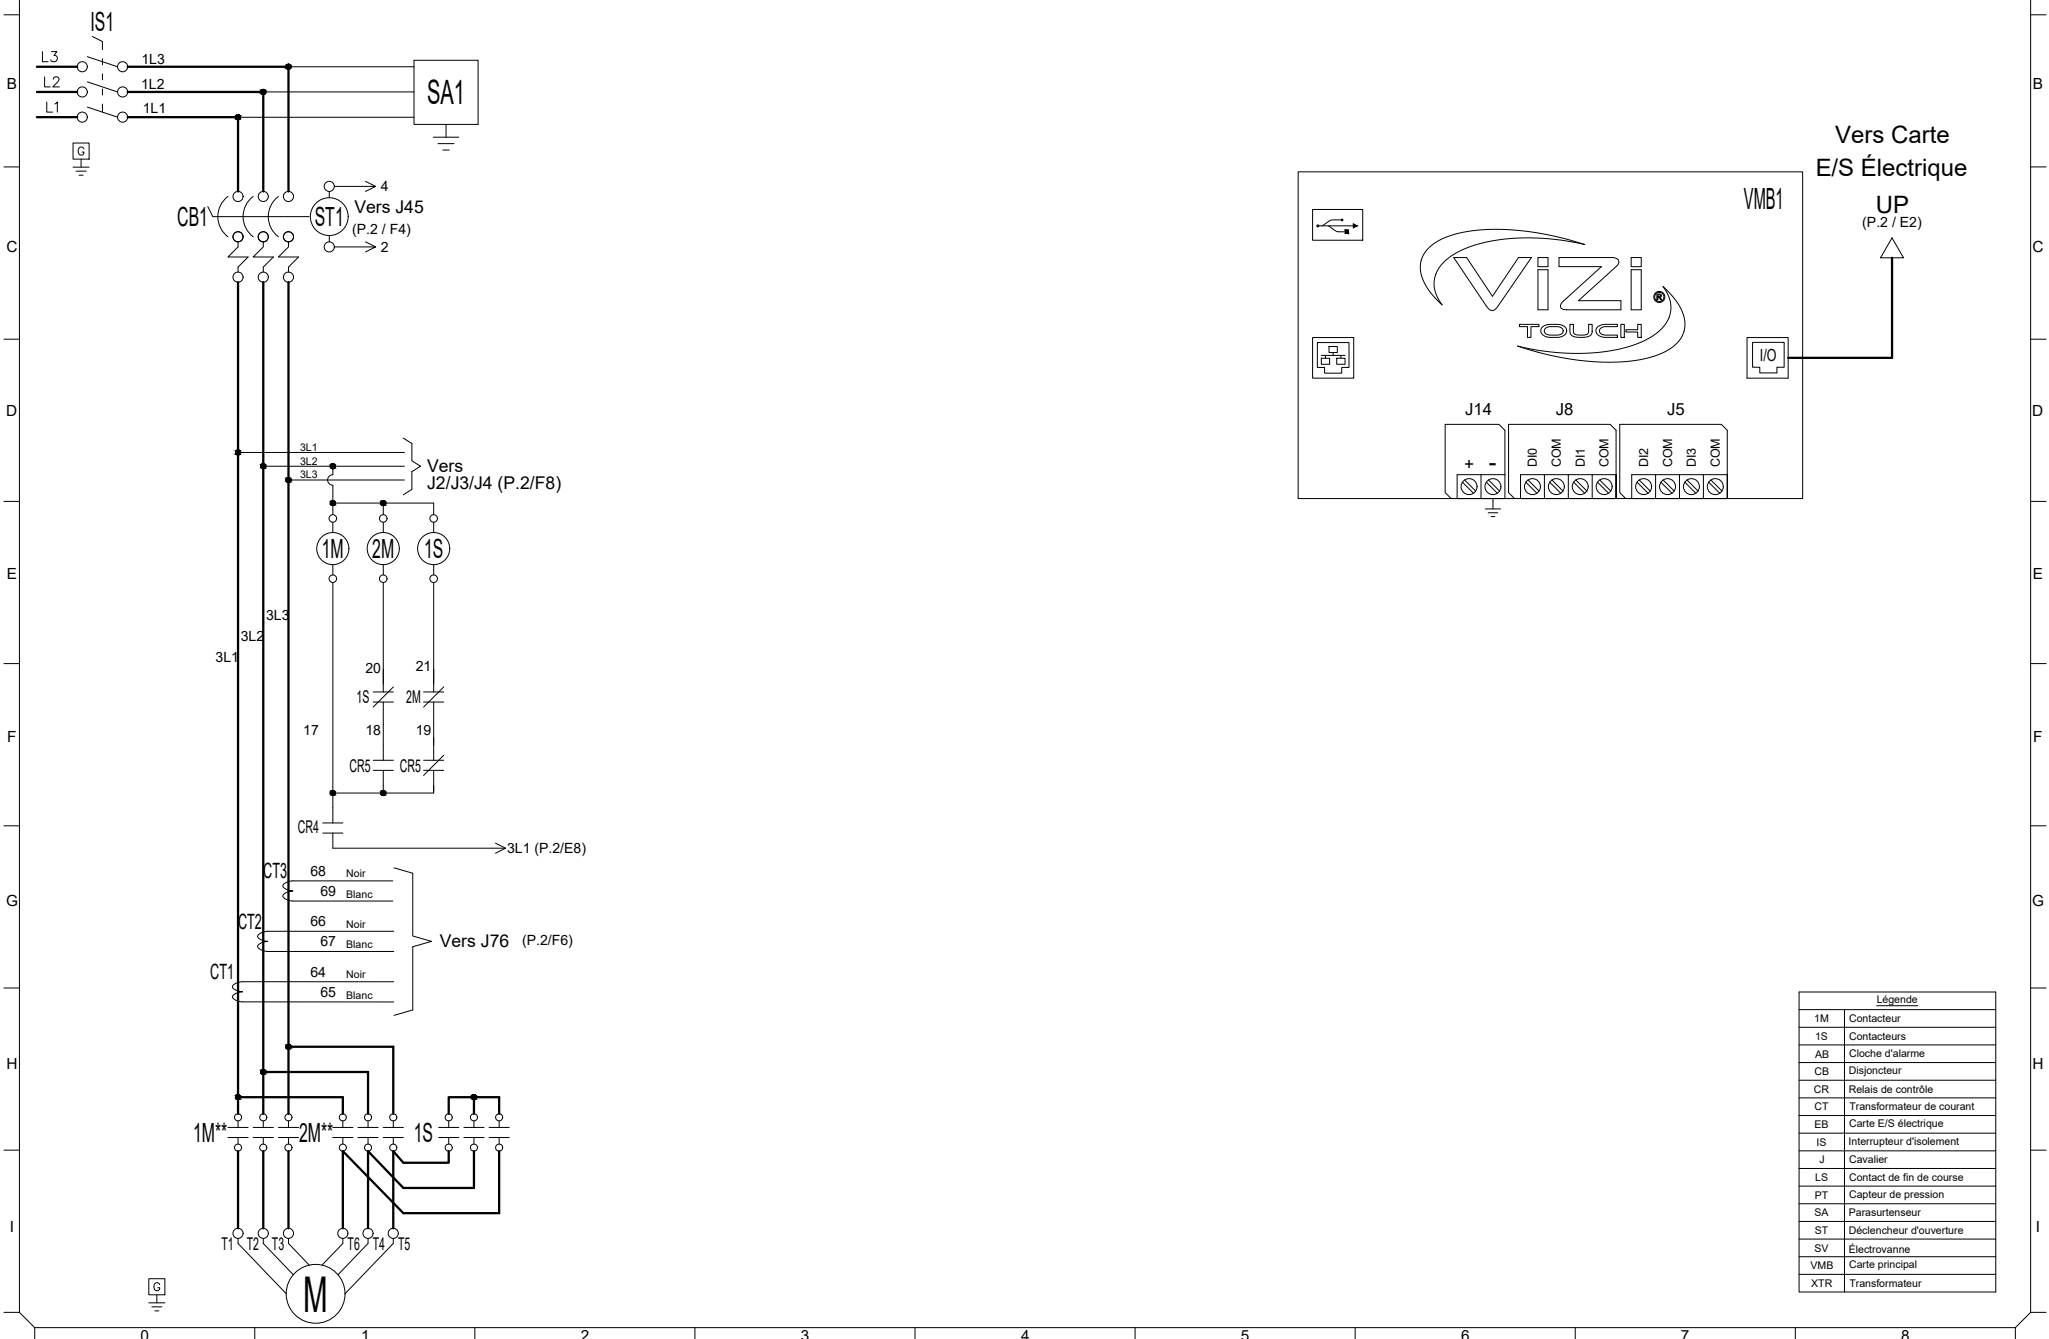 IS1
L3 1L3
L2 1L2
L1 1L1
SA1
G
CB1
ST1
4
Vers J45
(P.2 / F4)
2
Vers Carte
E/S Électrique
UP
(P.2 / E2)
VMB1
ViZi ®
TOUCH
I/O
J14 J8 J5
+ - DI0 COM DI1 COM DI2 COM DI3 COM
3L1
3L2
3L3
Vers
J2/J3/J4 (P.2/F8)
1M 2M 1S
3L3
3L2
3L1
20 21
1S 2M
17 18 19
CR5 CR5
CR4
3L1 (P.2/E8)
CT3 68 Noir
69 Blanc
CT2 66 Noir
67 Blanc
Vers J76 (P.2/F6)
CT1 64 Noir
65 Blanc
1M** 2M** 1S
T1 T2 T3 T6 T4 T5
M
G
Légende
1M Contacteur
1S Contacteurs
AB Cloche d'alarme
CB Disjoncteur
CR Relais de contrôle
CT Transformateur de courant
EB Carte E/S électrique
IS Interrupteur d'isolement
J Cavalier
LS Contact de fin de course
PT Capteur de pression
SA Parasurtenseur
ST Déclencheur d'ouverture
SV Électrovanne
VMB Carte principal
XTR Transformateur
B B
C C
D D
E E
F F
G G
H H
I I
0 1 2 3 4 5 6 7 8